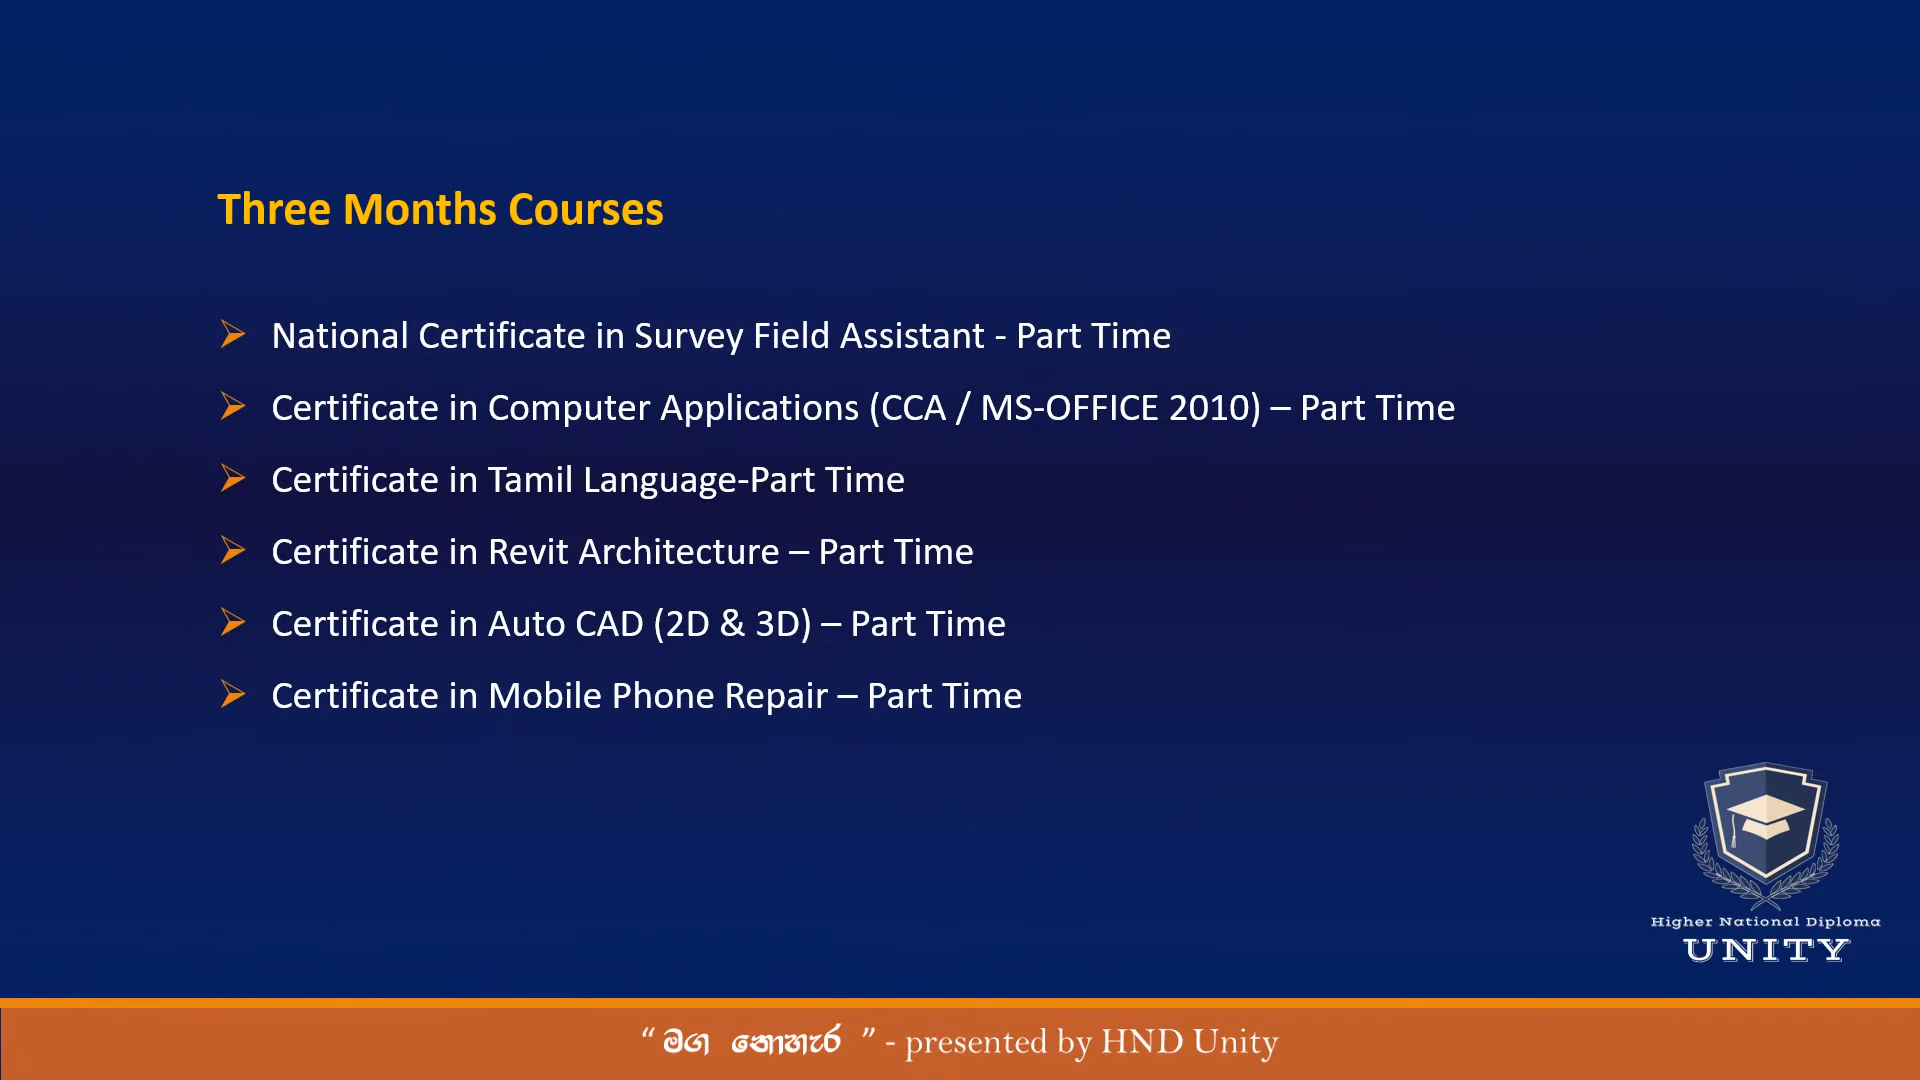 Three Months Courses
National Certificate in Survey Field Assistant - Part Time
Certificate in Computer Applications (CCA / MS-OFFICE 2010) – Part Time
Certificate in Tamil Language-Part Time
Certificate in Revit Architecture – Part Time
Certificate in Auto CAD (2D & 3D) – Part Time
Certificate in Mobile Phone Repair – Part Time
Higher National Diploma
UNITY
“ මග නොහැර ” - presented by HND Unity